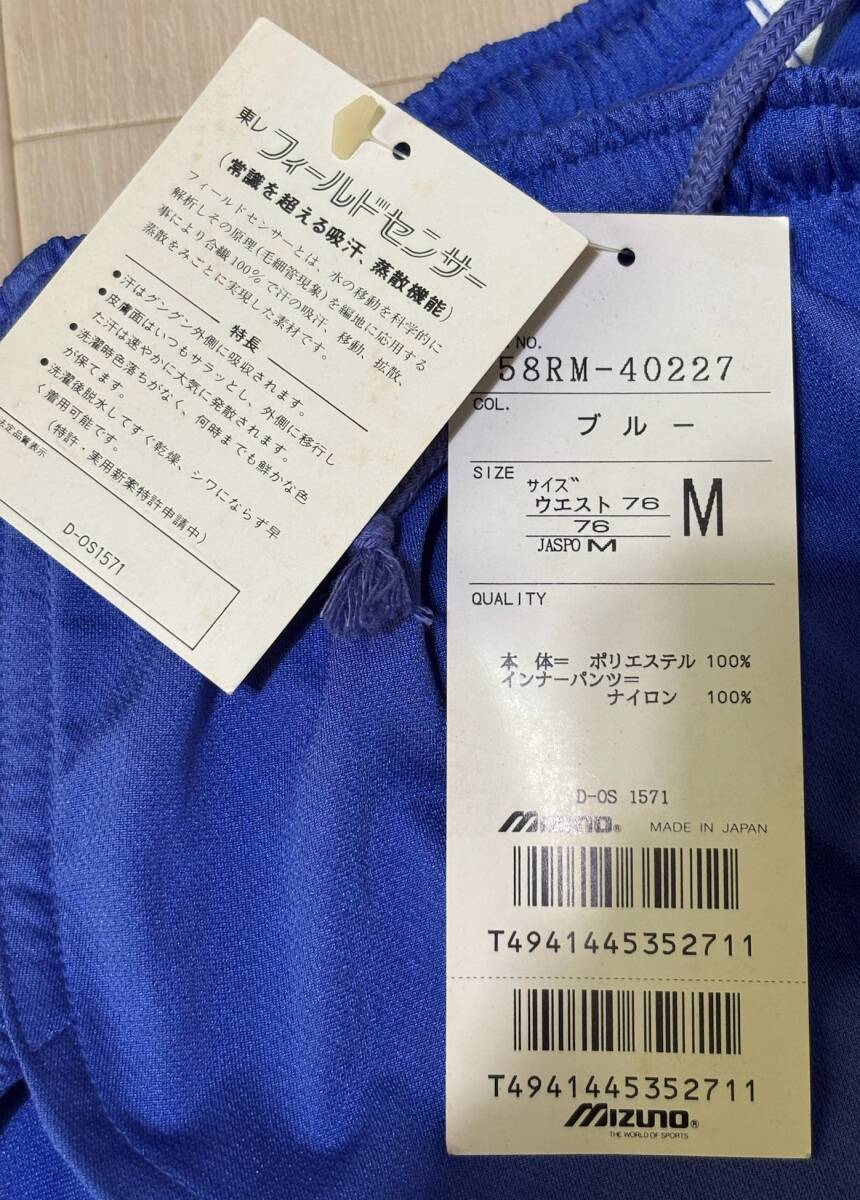 東レ フィールドセンサー
(常識を超える吸汗、蒸散機能)
フィールドセンサーとは、水の移動を科学的に
解析しその原理(毛細管現象)を編地に応用する
事により合繊100%で汗の吸汗、移動、拡散、
蒸散をみごとに実現した素材です。
特長
●汗はグングン外側に吸収されます。
●皮膚面はいつもサラッとし、外側に移行し
た汗は速やかに大気に発散されます。
●洗濯時色落ちがなく、何時までも鮮かな色
が保てます。
●洗濯後脱水してすぐ乾燥、シワにならず早
く着用可能です。
(特許・実用新案特許申請中)
法定品質表示
D-OS1571
NO.
58RM-40227
COL.
ブルー
SIZE
サイズ
ウエスト 76
76
JASPO M
M
QUALITY
本 体= ポリエステル 100%
インナーパンツ=
ナイロン 100%
D-OS 1571
MIZUNO® MADE IN JAPAN
T4941445352711
T4941445352711
MIZUNO®
THE WORLD OF SPORTS